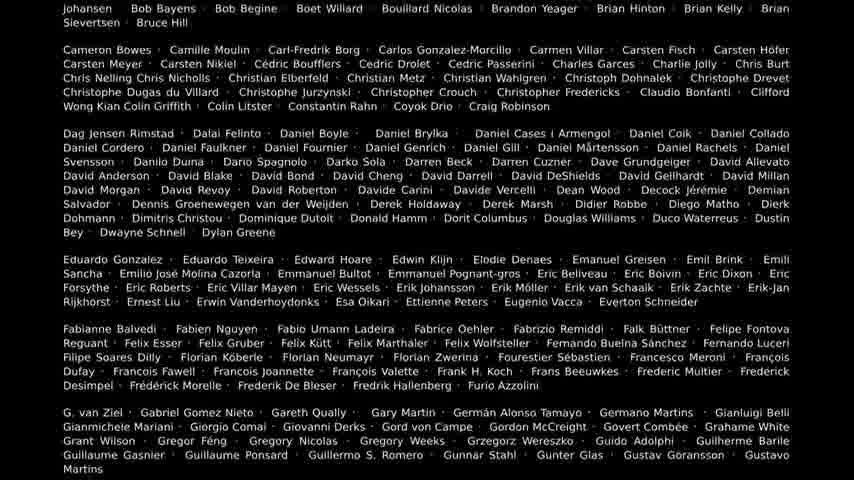 Johansen · Bob Bayens · Bob Begine · Boet Willard · Bouillard Nicolas · Brandon Yeager · Brian Hinton · Brian Kelly · Brian
Sievertsen · Bruce Hill
Cameron Bowes · Camille Moulin · Carl-Fredrik Borg · Carlos Gonzalez-Morcillo · Carmen Villar · Carsten Fisch · Carsten Höfer
Carsten Meyer · Carsten Nikiel · Cédric Boufflers · Cedric Drolet · Cedric Passerini · Charles Garces · Charlie Jolly · Chris Burt
Chris Nelling Chris Nicholls · Christian Elberfeld · Christian Metz · Christian Wahlgren · Christoph Dohnalek · Christophe Drevet
Christophe Dugas du Villard · Christophe Jurzynski · Christopher Crouch · Christopher Fredericks · Claudio Bonfanti · Clifford
Wong Kian Colin Griffith · Colin Litster · Constantin Rahn · Coyok Drio · Craig Robinson
Dag Jensen Rimstad · Dalai Felinto · Daniel Boyle · Daniel Brylka · Daniel Cases i Armengol · Daniel Coik · Daniel Collado
Daniel Cordero · Daniel Faulkner · Daniel Fournier · Daniel Genrich · Daniel Gill · Daniel Mårtensson · Daniel Rachels · Daniel
Svensson · Danilo Duina · Dario Spagnolo · Darko Sola · Darren Beck · Darren Cuzner · Dave Grundgeiger · David Allevato
David Anderson · David Blake · David Bond · David Cheng · David Darrell · David DeShields · David Gellhardt · David Millan
David Morgan · David Revoy · David Roberton · Davide Carini · Davide Vercelli · Dean Wood · Decock Jérémie · Demian
Salvador · Dennis Groenewegen van der Weijden · Derek Holdaway · Derek Marsh · Didier Robbe · Diego Matho · Dierk
Dohmann · Dimitris Christou · Dominique Dutoit · Donald Hamm · Dorit Columbus · Douglas Williams · Duco Waterreus · Dustin
Bey · Dwayne Schnell · Dylan Greene
Eduardo Gonzalez · Eduardo Teixeira · Edward Hoare · Edwin Klijn · Elodie Denaes · Emanuel Greisen · Emil Brink · Emili
Sancha · Emilio José Molina Cazorla · Emmanuel Bultot · Emmanuel Pognant-gros · Eric Beliveau · Eric Boivin · Eric Dixon · Eric
Forsythe · Eric Roberts · Eric Villar Mayen · Eric Wessels · Erik Johansson · Erik Möller · Erik van Schaaik · Erik Zachte · Erik-Jan
Rijkhorst · Ernest Liu · Erwin Vanderhoydonks · Esa Oikari · Ettienne Peters · Eugenio Vacca · Everton Schneider
Fabianne Balvedi · Fabien Nguyen · Fabio Umann Ladeira · Fabrice Oehler · Fabrizio Remiddi · Falk Büttner · Felipe Fontova
Reguant · Felix Esser · Felix Gruber · Felix Kütt · Felix Marthaler · Felix Wolfsteller · Fernando Buelna Sánchez · Fernando Luceri
Filipe Soares Dilly · Florian Köberle · Florian Neumayr · Florian Zwerina · Fourestier Sébastien · Francesco Meroni · François
Dufay · Francois Fawell · Francois Joannette · François Valette · Frank H. Koch · Frans Beeuwkes · Frederic Multier · Frederick
Desimpel · Frédérick Morelle · Frederik De Bleser · Fredrik Hallenberg · Furio Azzolini
G. van Ziel · Gabriel Gomez Nieto · Gareth Qually · Gary Martin · Germán Alonso Tamayo · Germano Martins · Gianluigi Belli
Gianmichele Mariani · Giorgio Comai · Giovanni Derks · Gord von Campe · Gordon McCreight · Govert Combée · Grahame White
Grant Wilson · Gregor Féng · Gregory Nicolas · Gregory Weeks · Grzegorz Wereszko · Guido Adolphi · Guilherme Barile
Guillaume Gasnier · Guillaume Ponsard · Guillermo S. Romero · Gunnar Stahl · Gunter Glas · Gustav Göransson · Gustavo
Martins